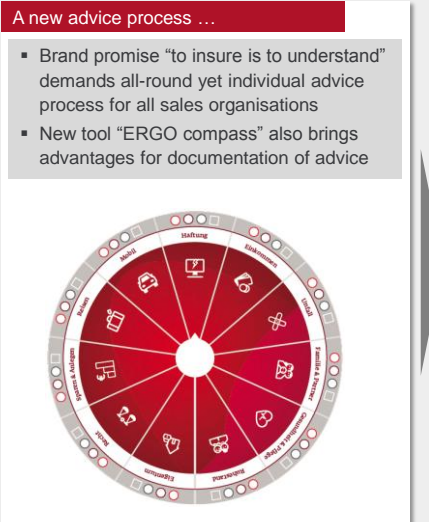 A new advice process …
▪ Brand promise “to insure is to understand”
demands all-round yet individual advice
process for all sales organisations
▪ New tool “ERGO compass” also brings
advantages for documentation of advice
Haftung
Einkommen
Unfall
Familie & Partner
Gesundheit & Pflege
Ruhestand
Eigentum
Recht
Sparen & Anlegen
Reisen
Mobil